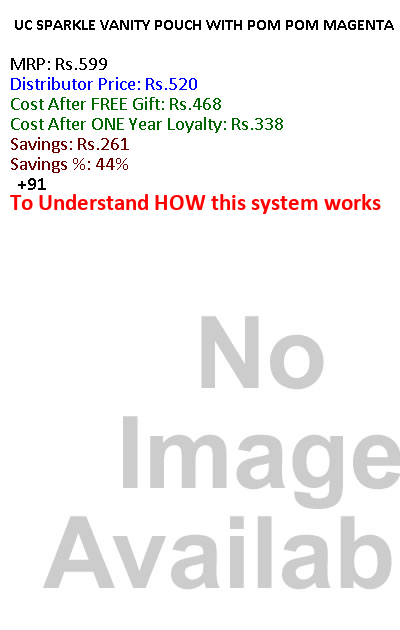 UC SPARKLE VANITY POUCH WITH POM POM MAGENTA
MRP: Rs.599
Distributor Price: Rs.520
Cost After FREE Gift: Rs.468
Cost After ONE Year Loyalty: Rs.338
Savings: Rs.261
Savings %: 44%
+91
To Understand HOW this system works
No
Image
Availab